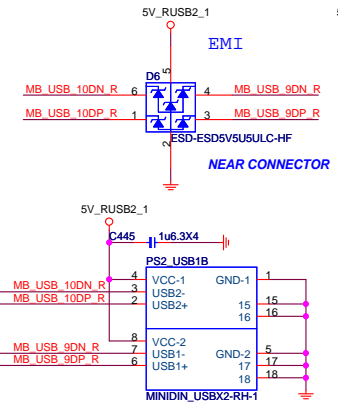 5V_RUSB2_1
EMI
5
D6
MB_USB_10DN_R 6 4 MB_USB_9DN_R
MB_USB_10DP_R 1 3 MB_USB_9DP_R
2
ESD-ESD5V5U5ULC-HF
NEAR CONNECTOR
5V_RUSB2_1
C445 1u6.3X4
PS2_USB1B
4 VCC-1 GND-1 1
MB_USB_10DN_R 3 USB2-
MB_USB_10DP_R 2 USB2+ 15 15
16 16
8 VCC-2
MB_USB_9DN_R 7 USB1- GND-2 5
MB_USB_9DP_R 6 USB1+ 17 17
18 18
MINIDIN_USBX2-RH-1